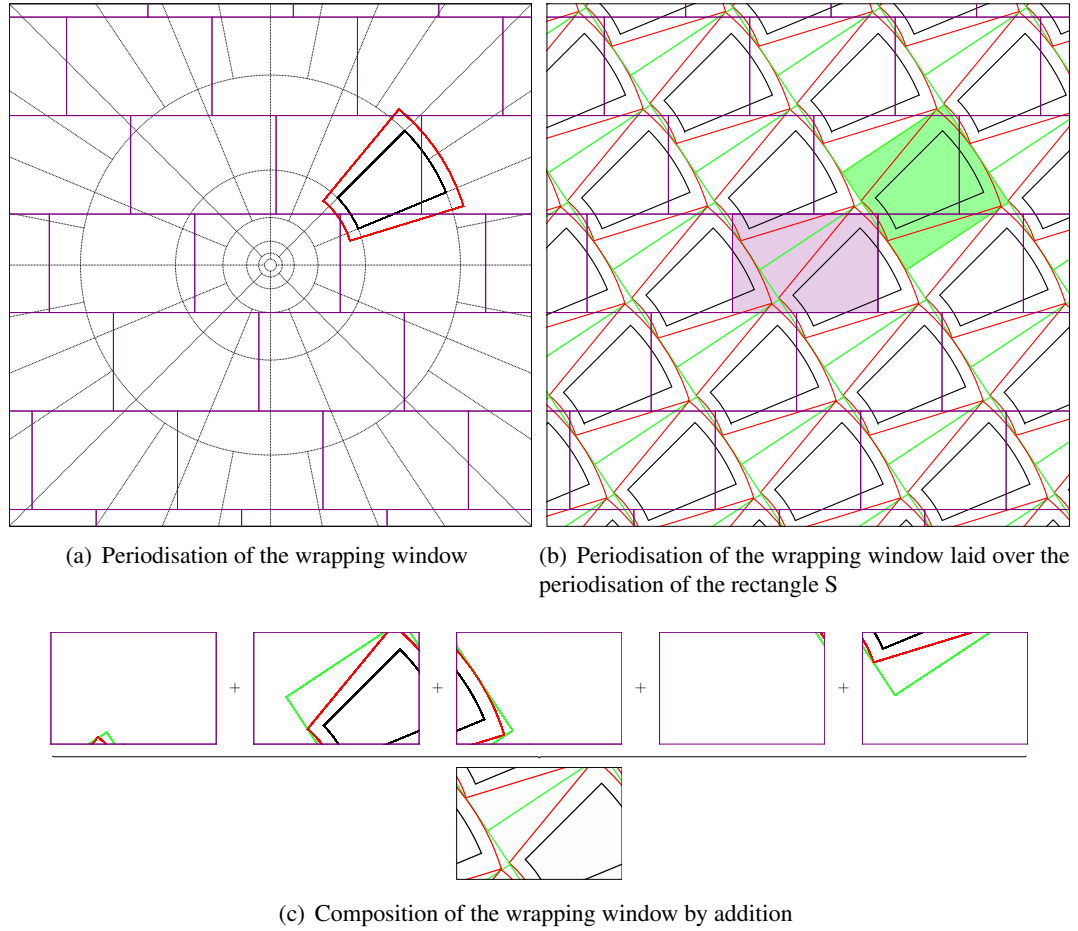 (a) Periodisation of the wrapping window
(b) Periodisation of the wrapping window laid over the
periodisation of the rectangle S
+ + + +
(c) Composition of the wrapping window by addition